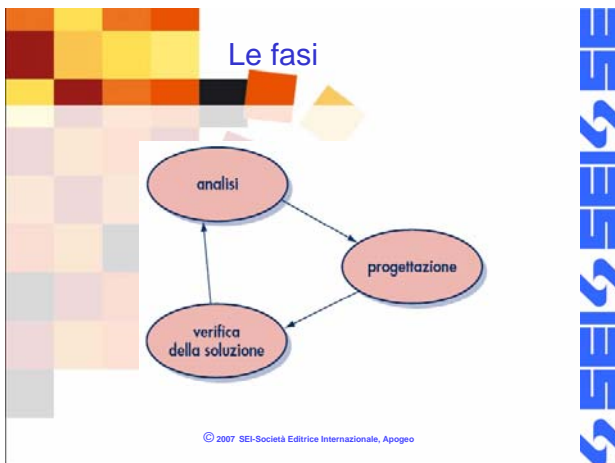 Le fasi
analisi
progettazione
verifica
della soluzione
© 2007 SEI-Società Editrice Internazionale, Apogeo
SEI
SEI
SEI